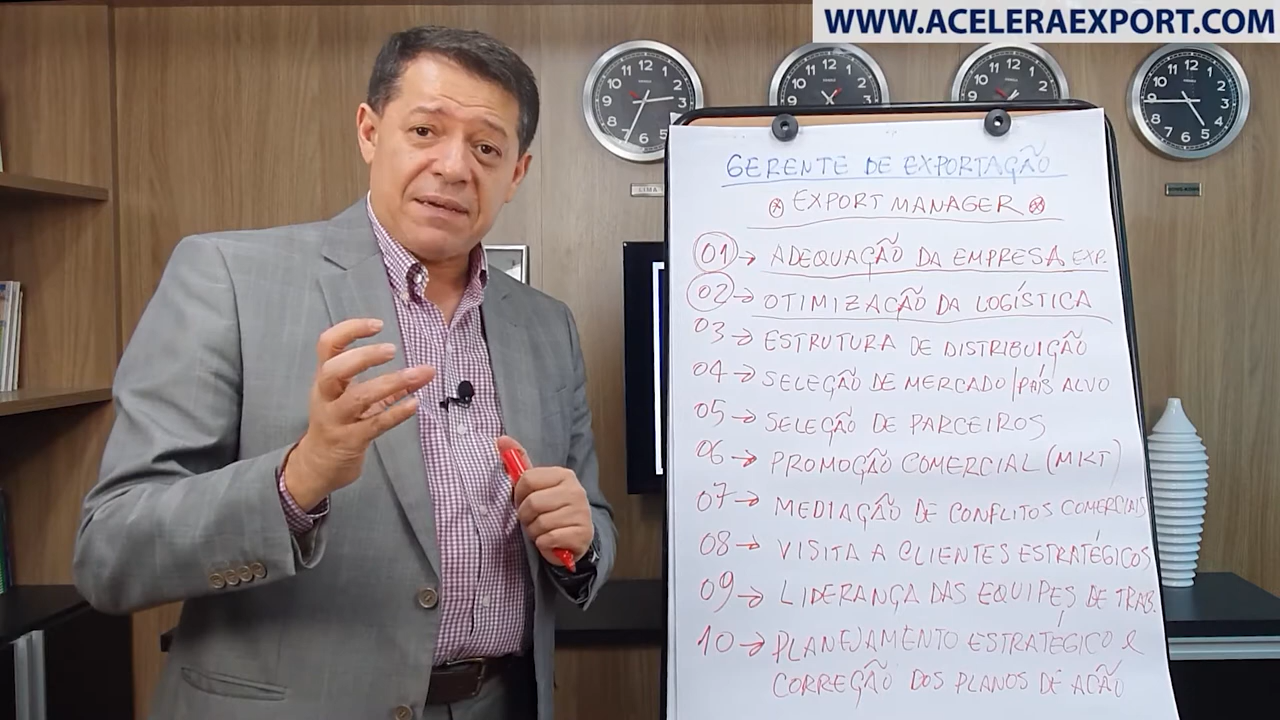 WWW.ACELERAEXPORT.COM
GERENTE DE EXPORTAÇÃO
EXPORT MANAGER
01 → ADEQUAÇÃO DA EMPRESA EXP.
02 → OTIMIZAÇÃO DA LOGÍSTICA
03 → ESTRUTURA DE DISTRIBUIÇÃO
04 → SELEÇÃO DE MERCADO/PAÍS ALVO
05 → SELEÇÃO DE PARCEIROS
06 → PROMOÇÃO COMERCIAL (MKT)
07 → MEDIAÇÃO DE CONFLITOS COMERCIAIS
08 → VISITA A CLIENTES ESTRATÉGICOS
09 → LIDERANÇA DAS EQUIPES DE TRAB.
10 → PLANEJAMENTO ESTRATÉGICO e
CORREÇÃO DOS PLANOS DE ACÃO
LIMA